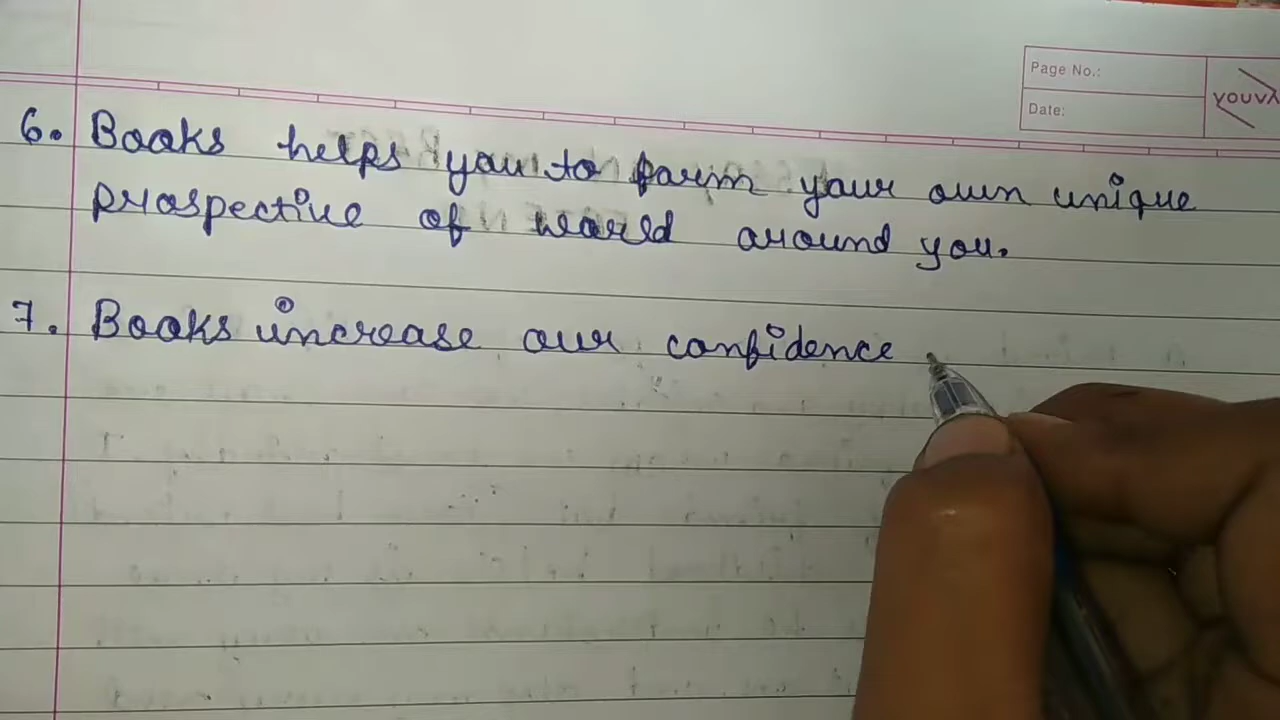 Page No.:
Date:
YOUVA
6. Books helps you to form your own unique
prospective of world around you.
7. Books increase our confidence